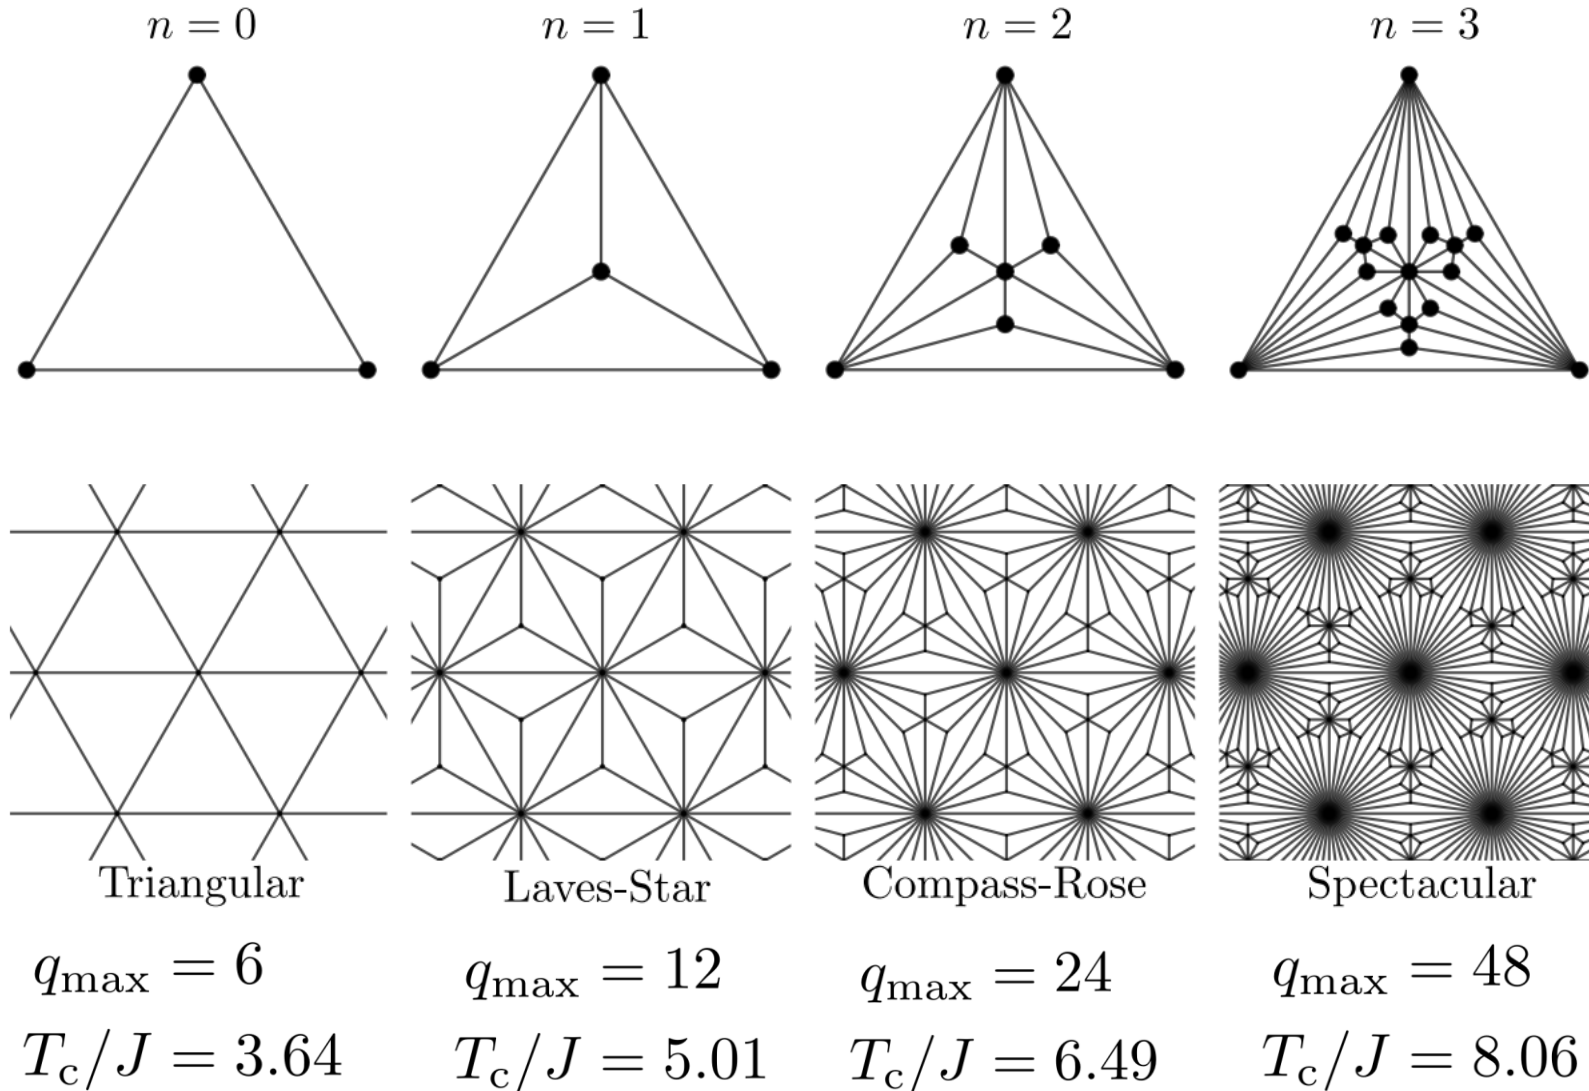 n = 0 n = 1 n = 2 n = 3
Triangular Laves-Star Compass-Rose Spectacular
q_max = 6 q_max = 12 q_max = 24 q_max = 48
T_c/J = 3.64 T_c/J = 5.01 T_c/J = 6.49 T_c/J = 8.06